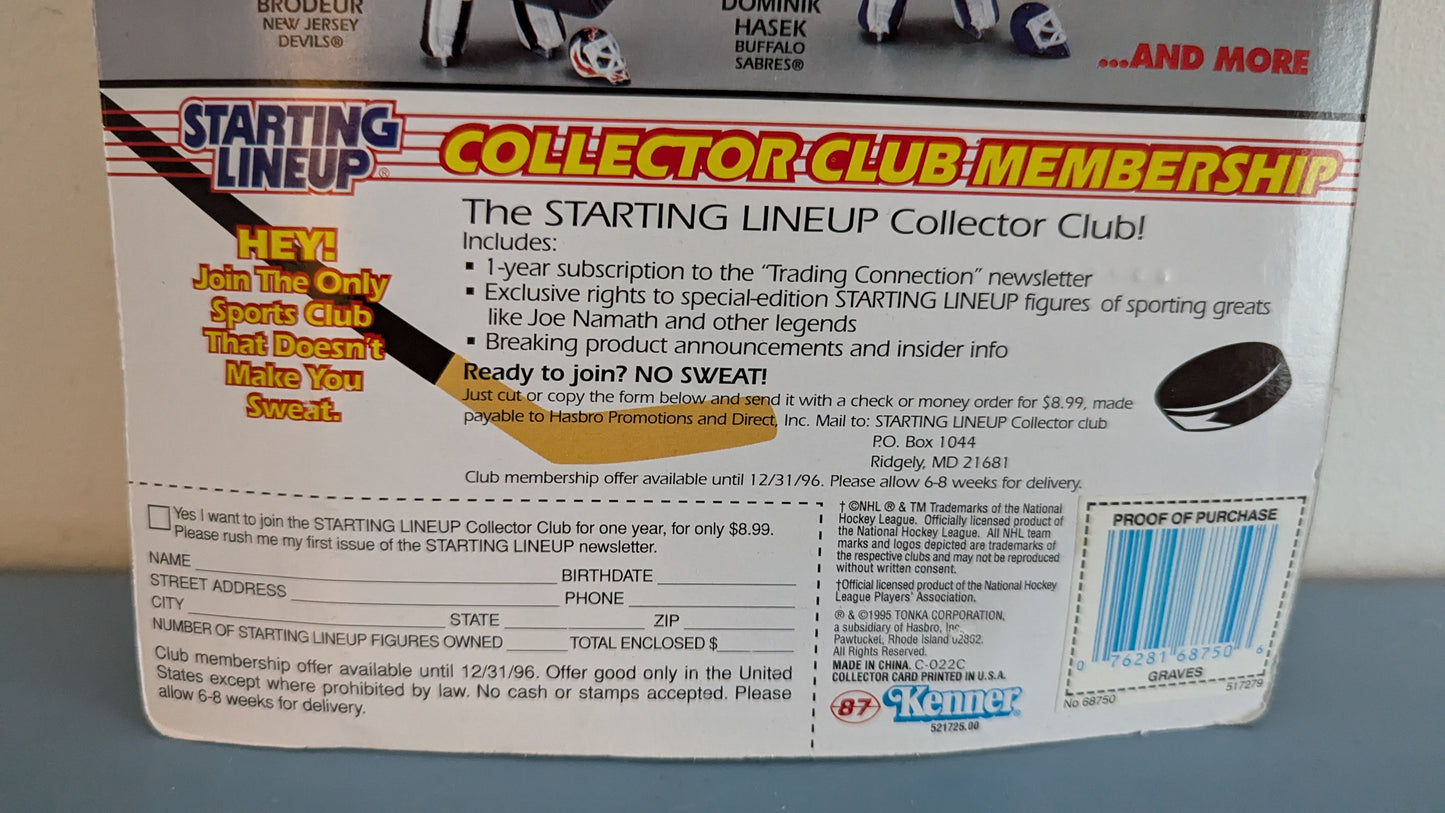 BRODEUR
NEW JERSEY
DEVILS®
DOMINIK
HASEK
BUFFALO
SABRES®
...AND MORE
STARTING
LINEUP®
COLLECTOR CLUB MEMBERSHIP
HEY!
Join The Only
Sports Club
That Doesn't
Make You
Sweat.
The STARTING LINEUP Collector Club!
Includes:
▪ 1-year subscription to the "Trading Connection" newsletter
▪ Exclusive rights to special-edition STARTING LINEUP figures of sporting greats
like Joe Namath and other legends
▪ Breaking product announcements and insider info
Ready to join? NO SWEAT!
Just cut or copy the form below and send it with a check or money order for $8.99, made
payable to Hasbro Promotions and Direct, Inc. Mail to: STARTING LINEUP Collector club
P.O. Box 1044
Ridgely, MD 21681
Club membership offer available until 12/31/96. Please allow 6-8 weeks for delivery.
Yes I want to join the STARTING LINEUP Collector Club for one year, for only $8.99.
Please rush me my first issue of the STARTING LINEUP newsletter.
NAME BIRTHDATE
STREET ADDRESS PHONE
CITY STATE ZIP
NUMBER OF STARTING LINEUP FIGURES OWNED TOTAL ENCLOSED $
Club membership offer available until 12/31/96. Offer good only in the United
States except where prohibited by law. No cash or stamps accepted. Please
allow 6-8 weeks for delivery.
†©NHL ® & TM Trademarks of the National
Hockey League. Officially licensed product of
the National Hockey League. All NHL team
marks and logos depicted are trademarks of
the respective clubs and may not be reproduced
without written consent.
†Official licensed product of the National Hockey
League Players' Association.
® & ©1995 TONKA CORPORATION,
a subsidiary of Hasbro, Inc.
Pawtucket, Rhode Island 02862.
All Rights Reserved.
MADE IN CHINA. C-022C
COLLECTOR CARD PRINTED IN U.S.A.
87 Kenner®
521725.00
PROOF OF PURCHASE
0 76281 68750 6
GRAVES
No 68750 517279